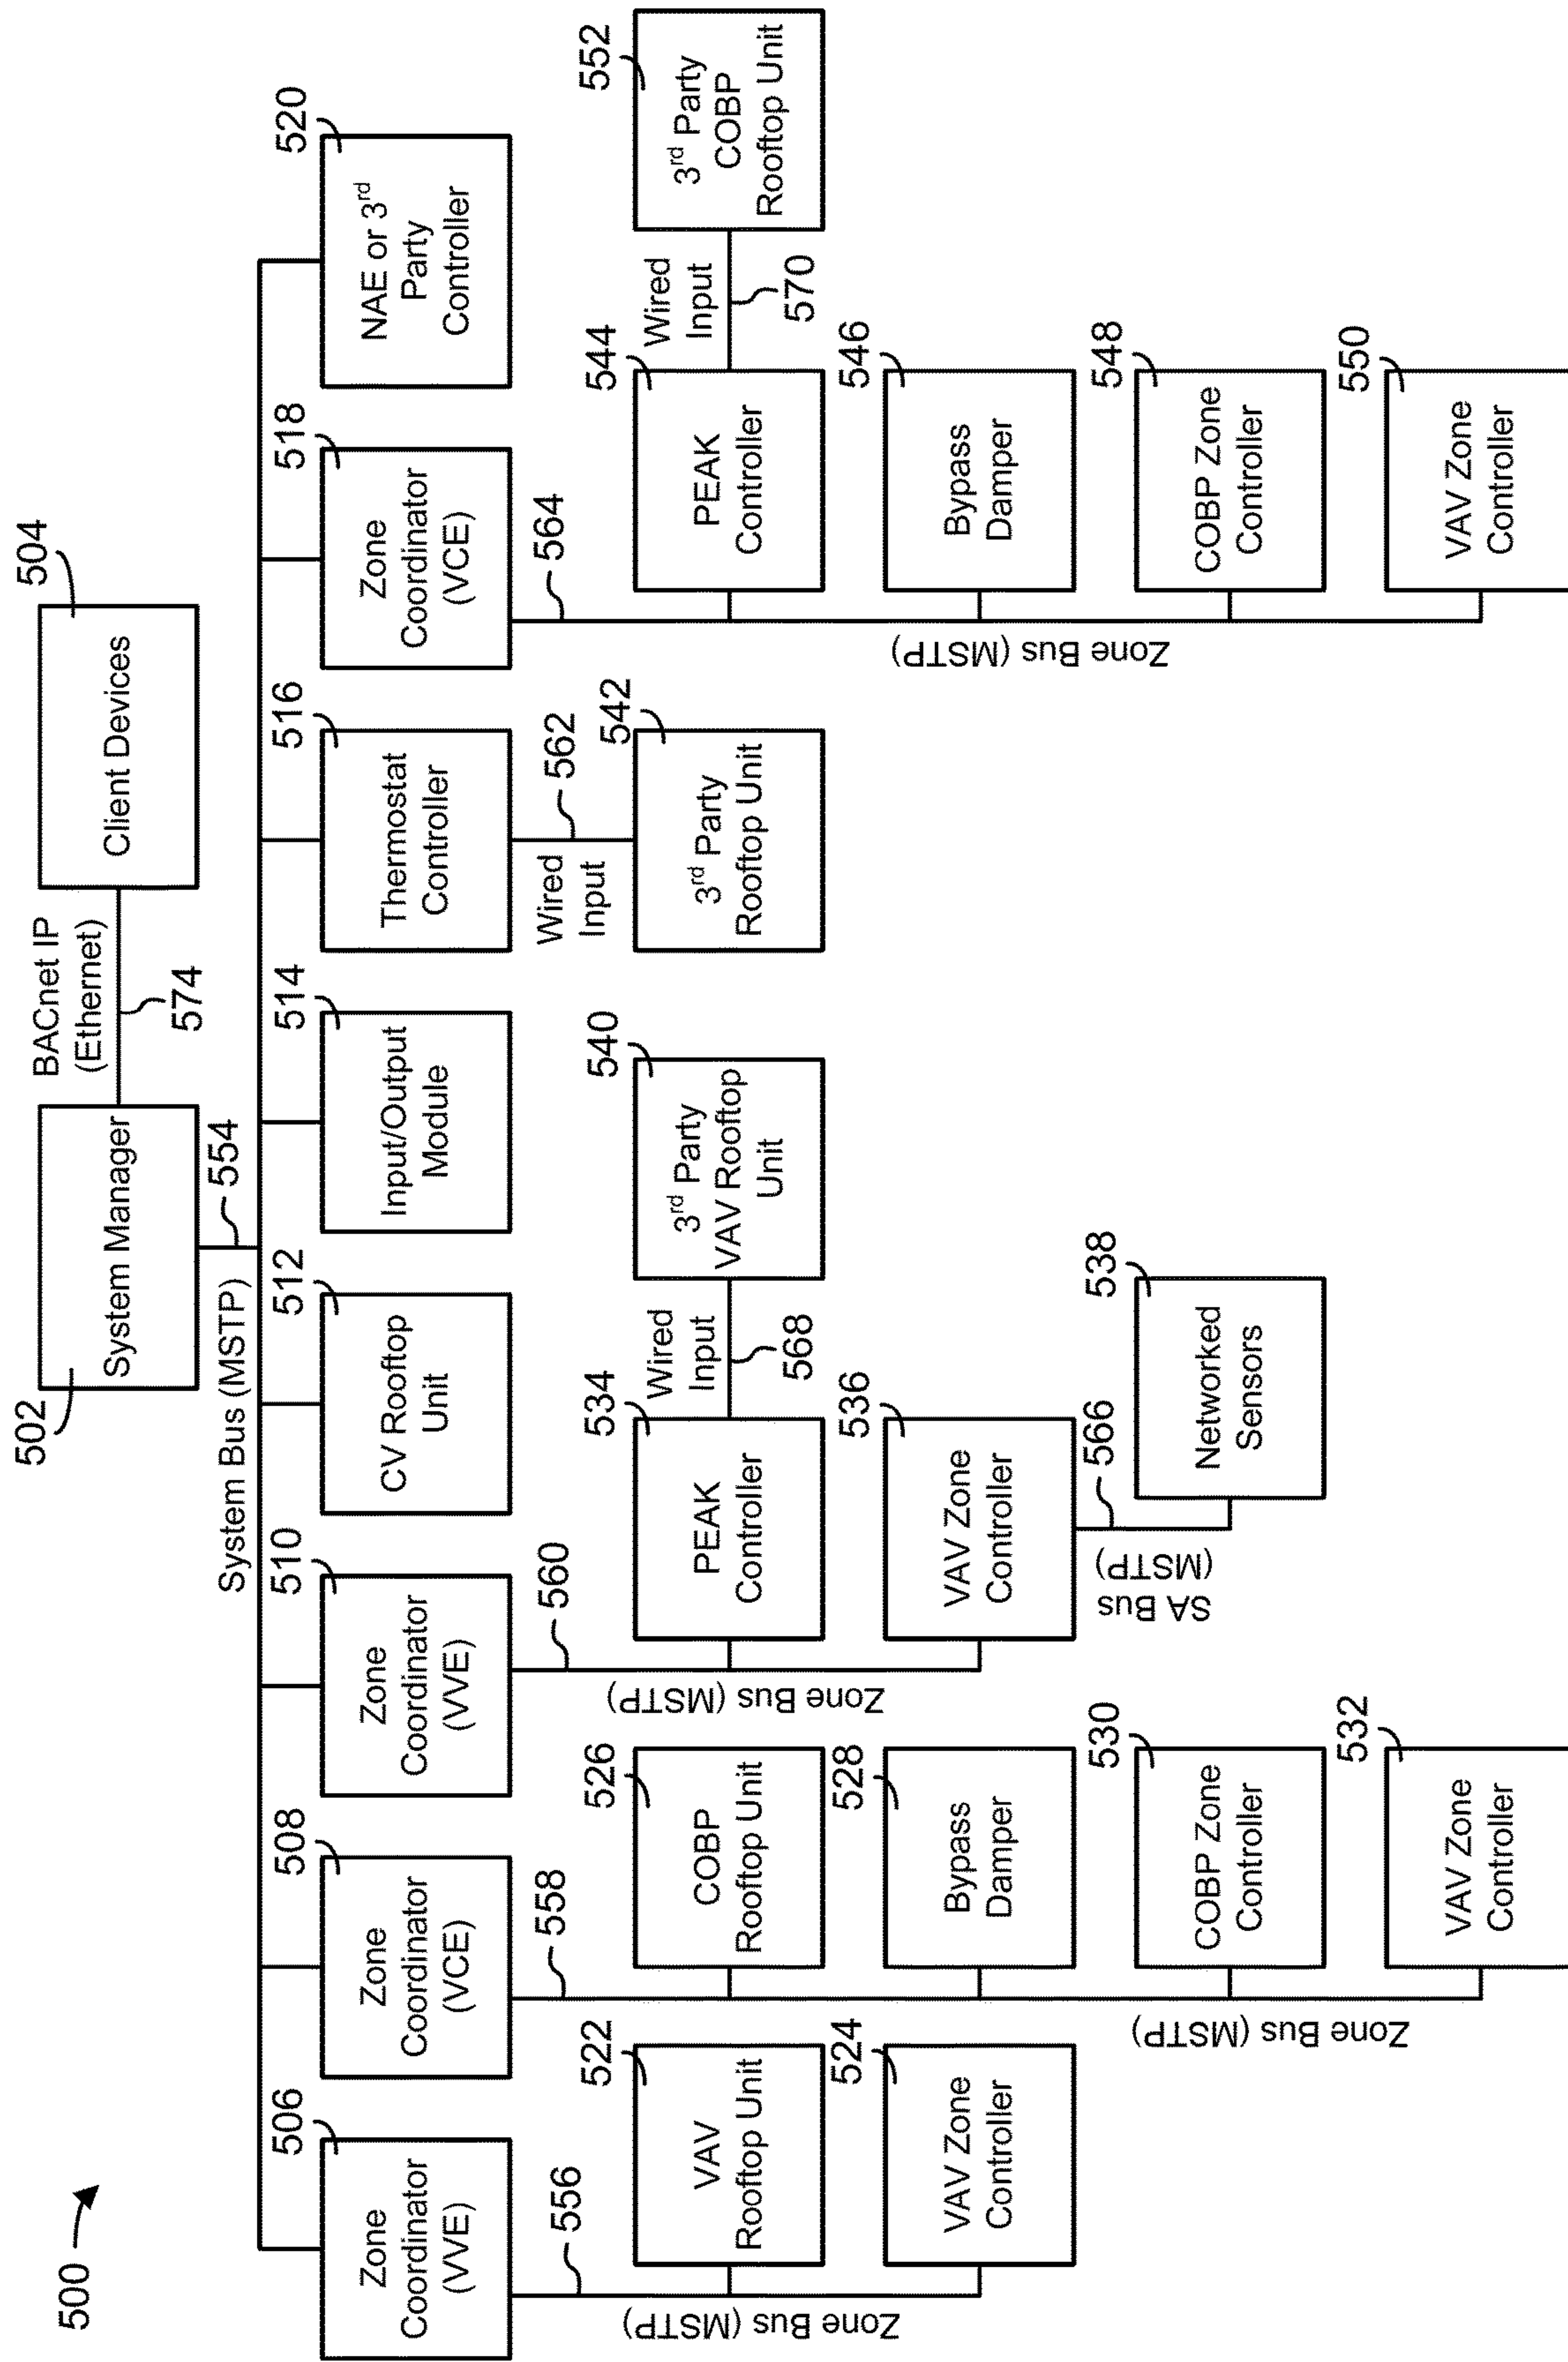 500
502
System Manager
BACnet IP
(Ethernet)
574
504
Client Devices
System Bus (MSTP)
554
506
Zone
Coordinator
(VVE)
508
Zone
Coordinator
(VCE)
510
Zone
Coordinator
(VVE)
512
CV Rooftop
Unit
514
Input/Output
Module
516
Thermostat
Controller
518
Zone
Coordinator
(VCE)
520
NAE or 3rd
Party
Controller
556
Zone Bus (MSTP)
522
VAV
Rooftop Unit
524
VAV Zone
Controller
558
Zone Bus (MSTP)
526
COBP
Rooftop Unit
528
Bypass
Damper
530
COBP Zone
Controller
532
VAV Zone
Controller
560
Zone Bus (MSTP)
534
PEAK
Controller
Wired
Input
568
540
3rd Party
VAV Rooftop
Unit
536
VAV Zone
Controller
SA Bus
(MSTP)
566
538
Networked
Sensors
Wired
Input
562
542
3rd Party
Rooftop Unit
564
Zone Bus (MSTP)
544
PEAK
Controller
Wired
Input
570
552
3rd Party
COBP
Rooftop Unit
546
Bypass
Damper
548
COBP Zone
Controller
550
VAV Zone
Controller